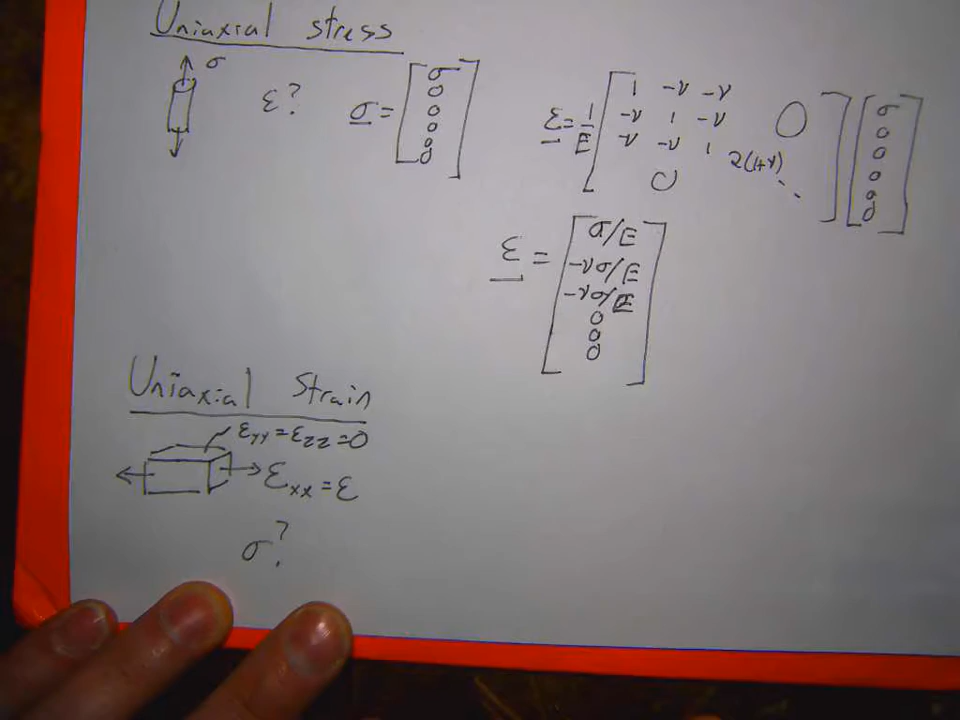 Uniaxial stress
σ
ε? σ = [σ 0 0 0 0 0]
ε = 1/E [1 -ν -ν
-ν 1 -ν 0
-ν -ν 1 2(1+ν) ⋱
0] [σ 0 0 0 0 0]
ε = [σ/E
-νσ/E
-νσ/E
0
0
0]
Uniaxial Strain
εyy = εzz = 0
εxx = ε
σ?